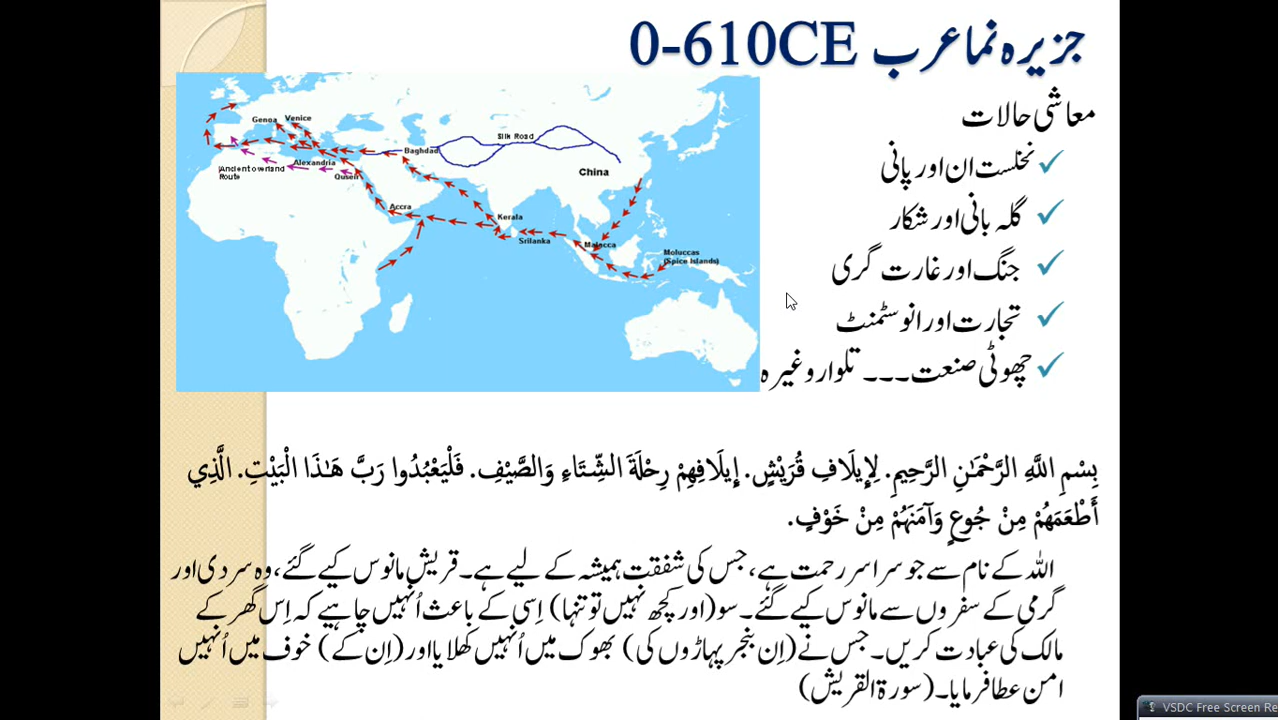 جزیرہ نما عرب 0-610CE
معاشی حالات
نخلستان اور پانی
گلہ بانی اور شکار
جنگ اور غارت گری
تجارت اور انوسٹمنٹ
چھوٹی صنعت۔۔۔ تلوار وغیرہ
Genoa
Venice
Silk Road
Baghdad
(Ancient overland
Route)
Alexandria
Quseir
China
Accra
Kerala
Srilanka
Malacca
Moluccas
(Spice Islands)
بِسْمِ اللَّهِ الرَّحْمَٰنِ الرَّحِيمِ. لِإِيلَافِ قُرَيْشٍ. إِيلَافِهِمْ رِحْلَةَ الشِّتَاءِ وَالصَّيْفِ. فَلْيَعْبُدُوا رَبَّ هَٰذَا الْبَيْتِ. الَّذِي
أَطْعَمَهُمْ مِنْ جُوعٍ وَآمَنَهُمْ مِنْ خَوْفٍ.
اللہ کے نام سے جو سراسر رحمت ہے، جس کی شفقت ہمیشہ کے لیے ہے۔ قریش مانوس کیے گئے، وہ سردی اور
گرمی کے سفروں سے مانوس کیے گئے۔ سو (اور کچھ نہیں تو تنہا) اِسی کے باعث اُنہیں چاہیے کہ اِس گھر کے
مالک کی عبادت کریں۔ جس نے (اِن بنجر پہاڑوں کی) بھوک میں اُنہیں کھلایا اور (اِن کے) خوف میں اُنہیں
امن عطا فرمایا۔ (سورۃ القریش)
VSDC Free Screen Re